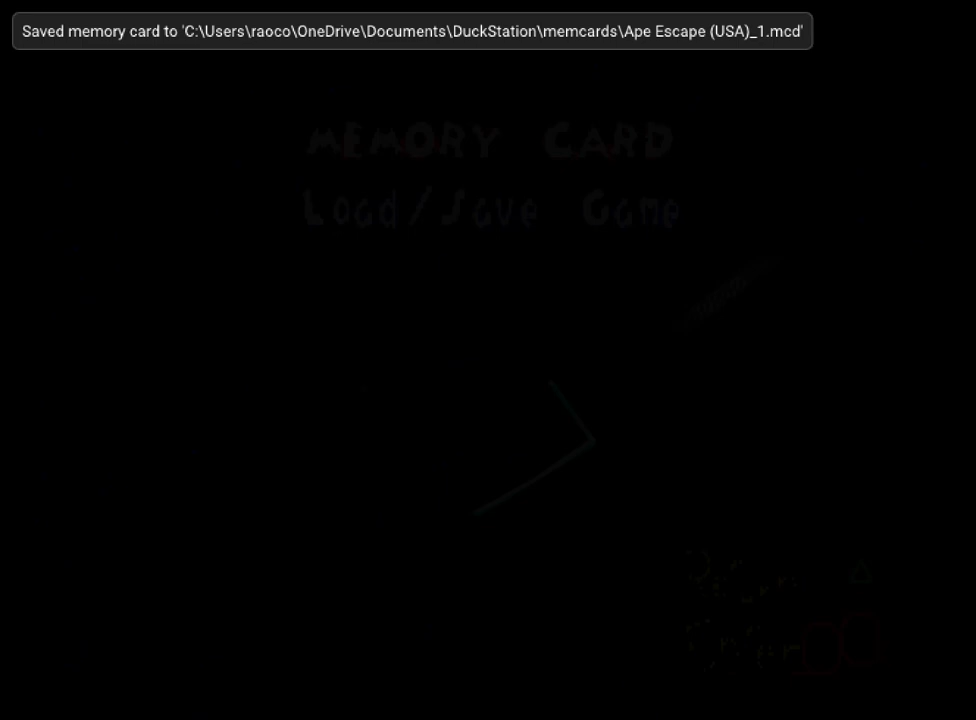 Saved memory card to 'C:\Users\raoco\OneDrive\Documents\DuckStation\memcards\Ape Escape (USA)_1.mcd'
MEMORY CARD
Load/Save Game